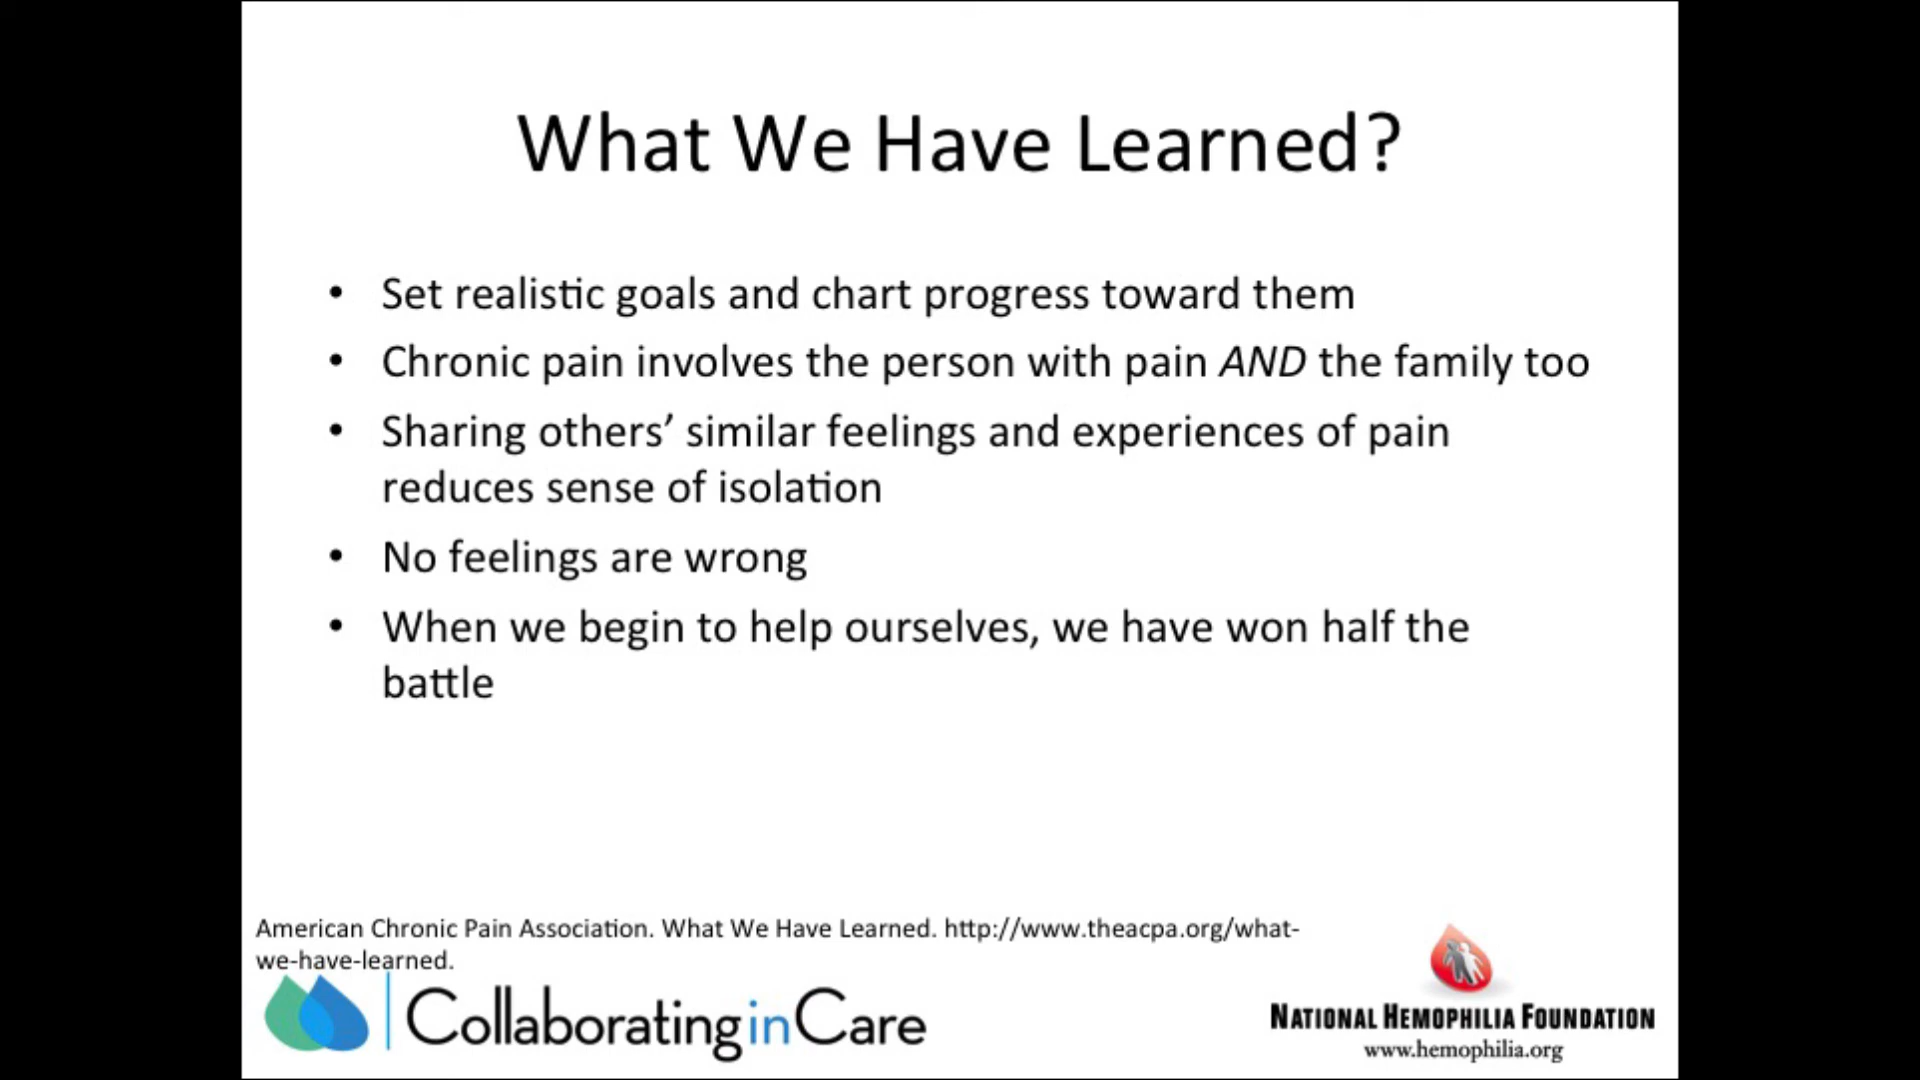 What We Have Learned?
• Set realistic goals and chart progress toward them
• Chronic pain involves the person with pain AND the family too
• Sharing others’ similar feelings and experiences of pain
reduces sense of isolation
• No feelings are wrong
• When we begin to help ourselves, we have won half the
battle
American Chronic Pain Association. What We Have Learned. http://www.theacpa.org/what-
we-have-learned.
Collaborating in Care
NATIONAL HEMOPHILIA FOUNDATION
www.hemophilia.org